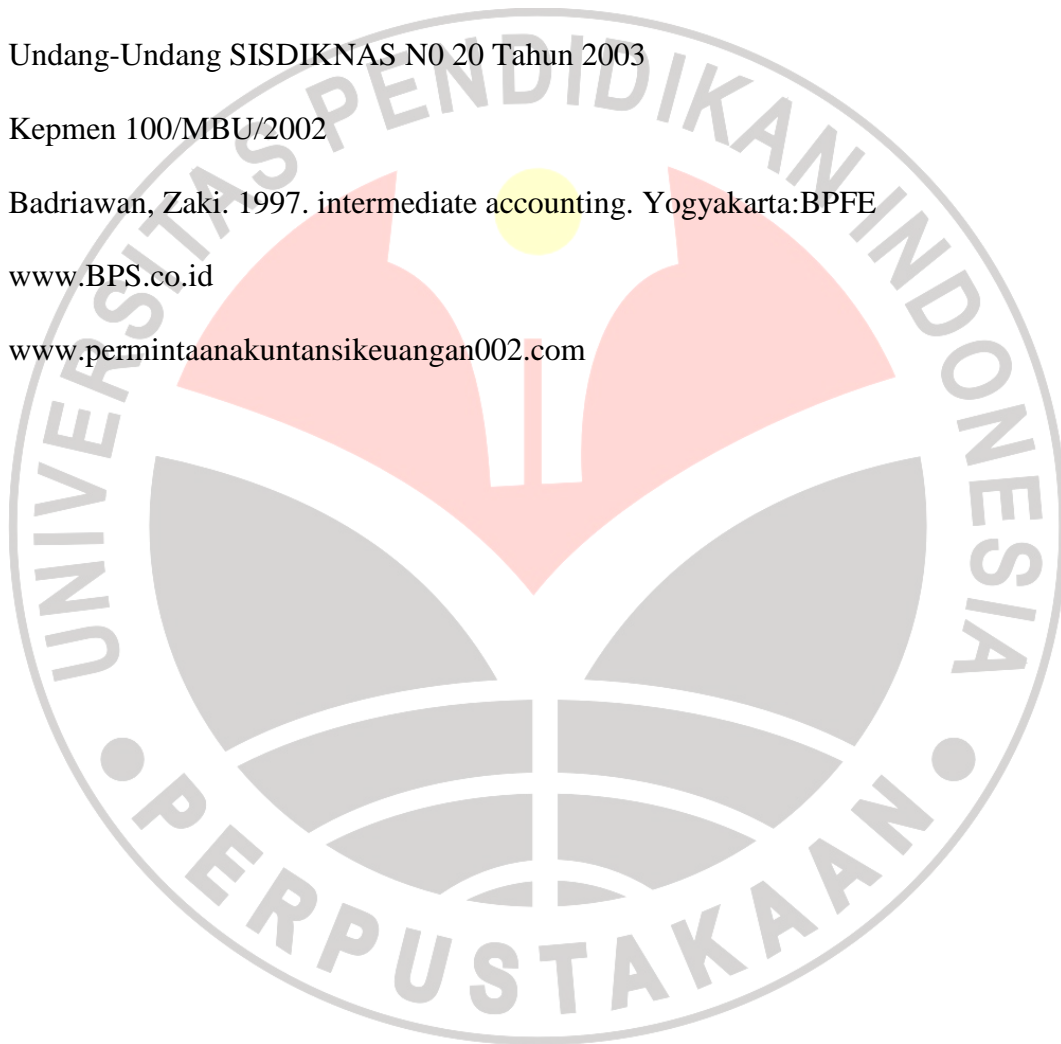 Undang-Undang SISDIKNAS N0 20 Tahun 2003
Kepmen 100/MBU/2002
Badriawan, Zaki. 1997. intermediate accounting. Yogyakarta:BPFE
www.BPS.co.id
www.permintaanakuntansikeuangan002.com
UNIVERSITAS PENDIDIKAN INDONESIA
PERPUSTAKAAN